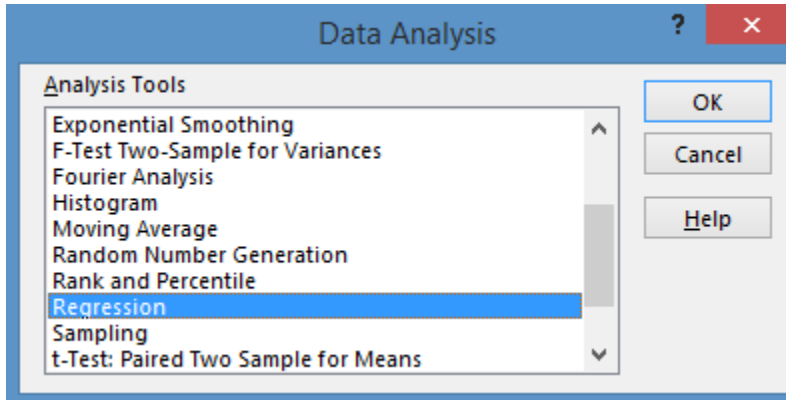 Data Analysis
?
×
Analysis Tools
Exponential Smoothing
F-Test Two-Sample for Variances
Fourier Analysis
Histogram
Moving Average
Random Number Generation
Rank and Percentile
Regression
Sampling
t-Test: Paired Two Sample for Means
OK
Cancel
Help